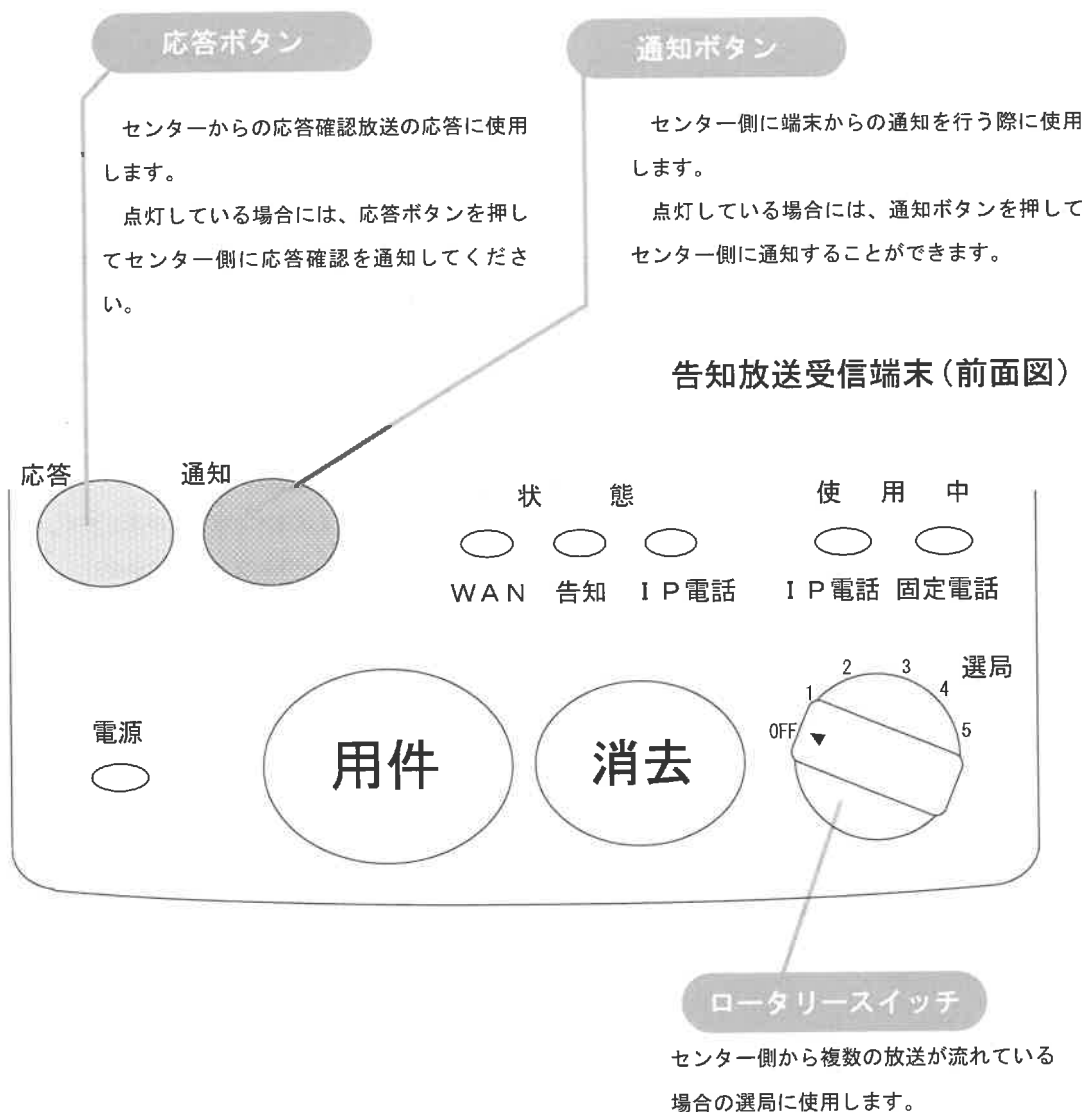 応答ボタン
センターからの応答確認放送の応答に使用
します。
点灯している場合には、応答ボタンを押し
てセンター側に応答確認を通知してくださ
い。
通知ボタン
センター側に端末からの通知を行う際に使用
します。
点灯している場合には、通知ボタンを押して
センター側に通知することができます。
告知放送受信端末(前面図)
応答 通知
状態 使用中
WAN 告知 IP電話 IP電話 固定電話
電源
用件 消去
選局
OFF 1 2 3 4 5
ロータリースイッチ
センター側から複数の放送が流れている
場合の選局に使用します。